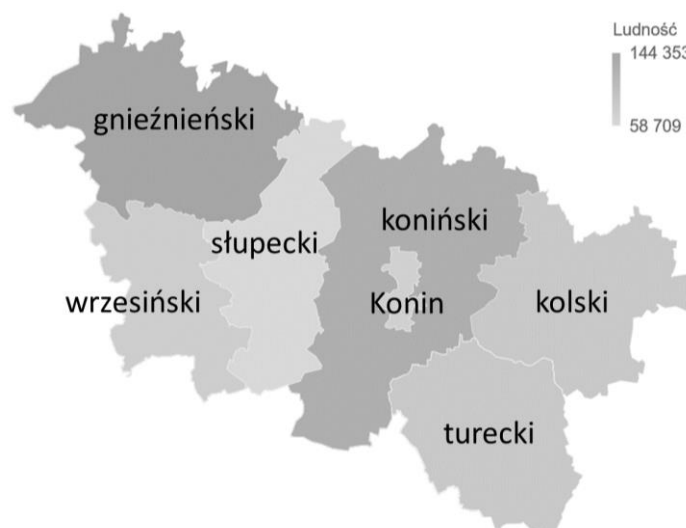 Ludność
144 353
58 709
gnieźnieński
koniński
słupecki
wrzesiński
Konin
kolski
turecki